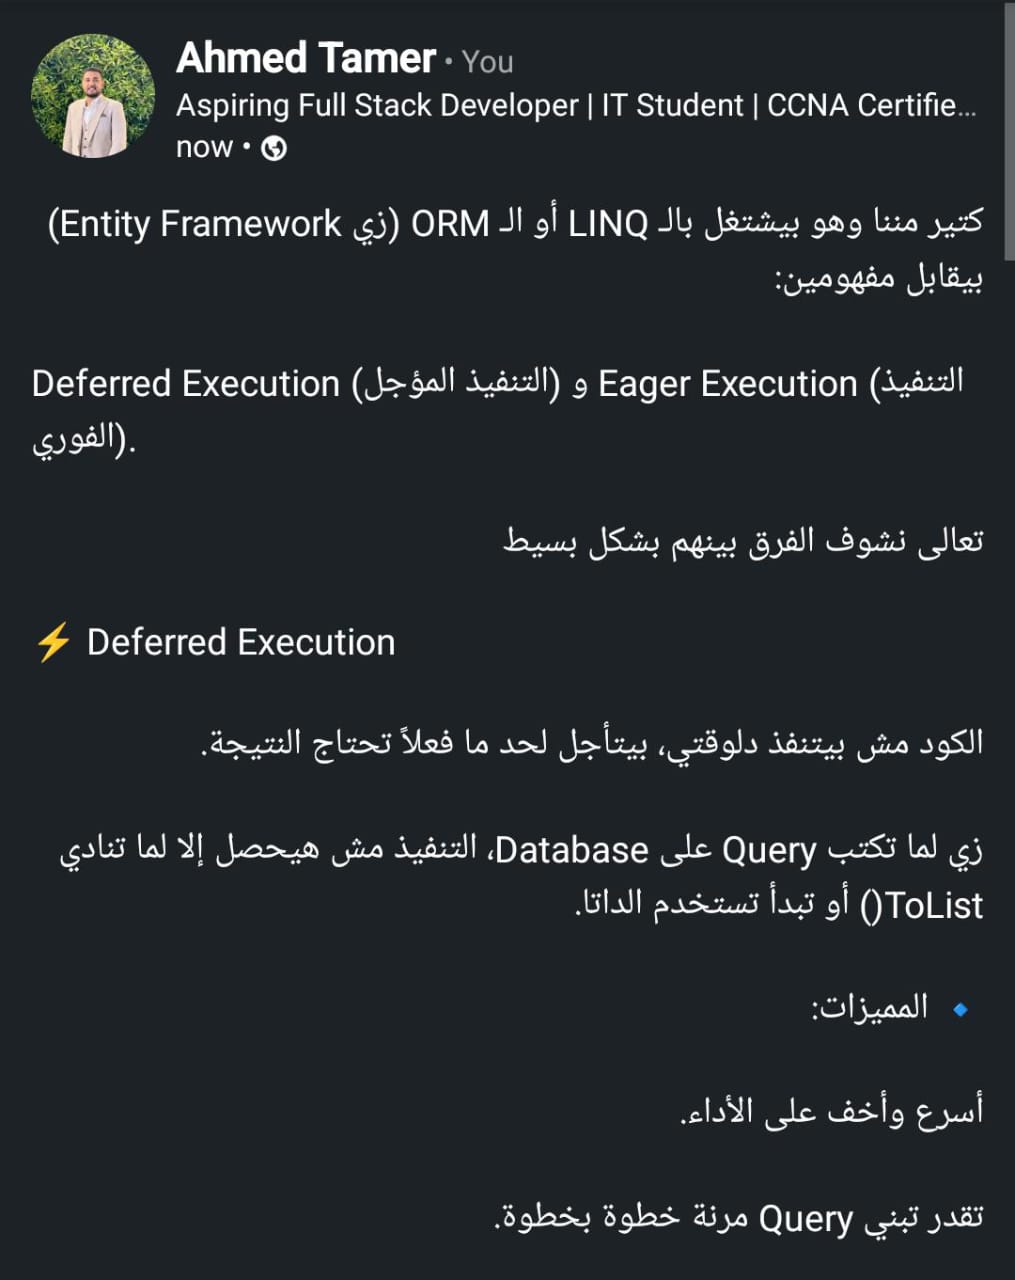 Ahmed Tamer • You
Aspiring Full Stack Developer | IT Student | CCNA Certifie...
now •
كتير مننا وهو بيشتغل بالـ LINQ أو الـ ORM (زي Entity Framework)
بيقابل مفهومين:
Deferred Execution (التنفيذ المؤجل) و Eager Execution (التنفيذ
الفوري).
تعالى نشوف الفرق بينهم بشكل بسيط
⚡ Deferred Execution
الكود مش بيتنفذ دلوقتي، بيتأجل لحد ما فعلاً تحتاج النتيجة.
زي لما تكتب Query على Database، التنفيذ مش هيحصل إلا لما تنادي
ToList() أو تبدأ تستخدم الداتا.
🔹 المميزات:
أسرع وأخف على الأداء.
تقدر تبني Query مرنة خطوة بخطوة.